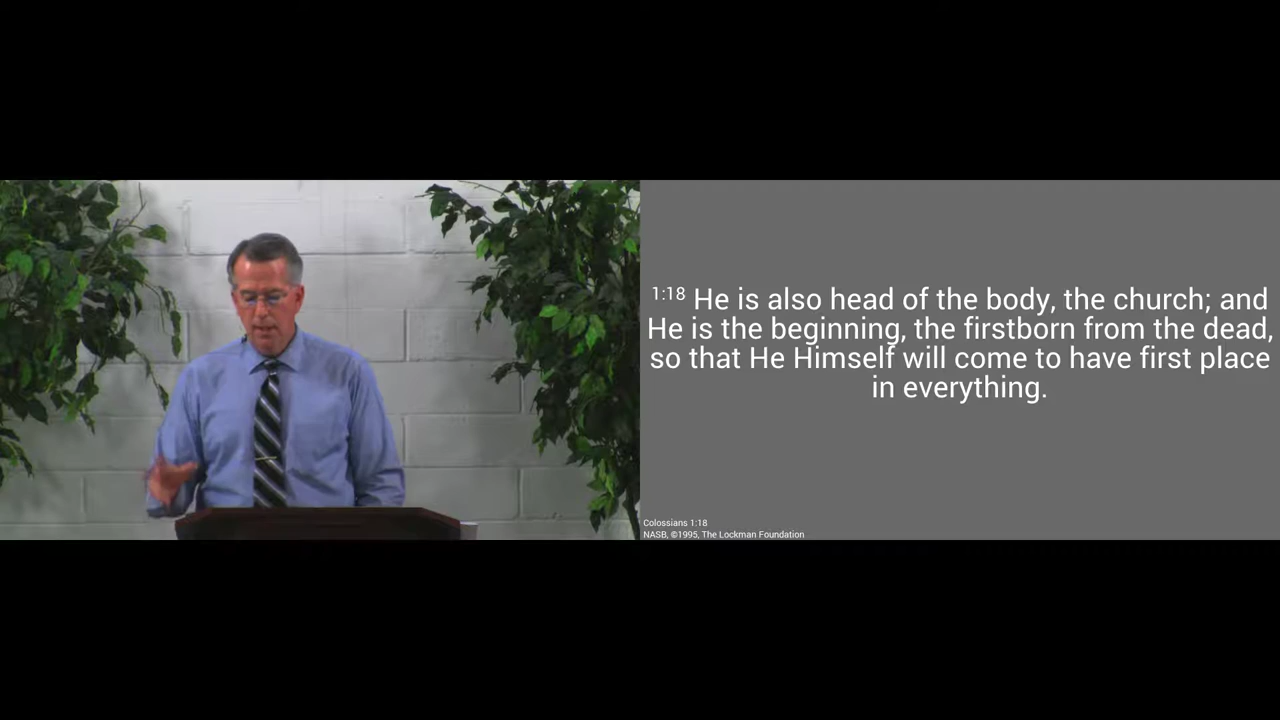 1:18 He is also head of the body, the church; and
He is the beginning, the firstborn from the dead,
so that He Himself will come to have first place
in everything.
Colossians 1:18
NASB, ©1995, The Lockman Foundation